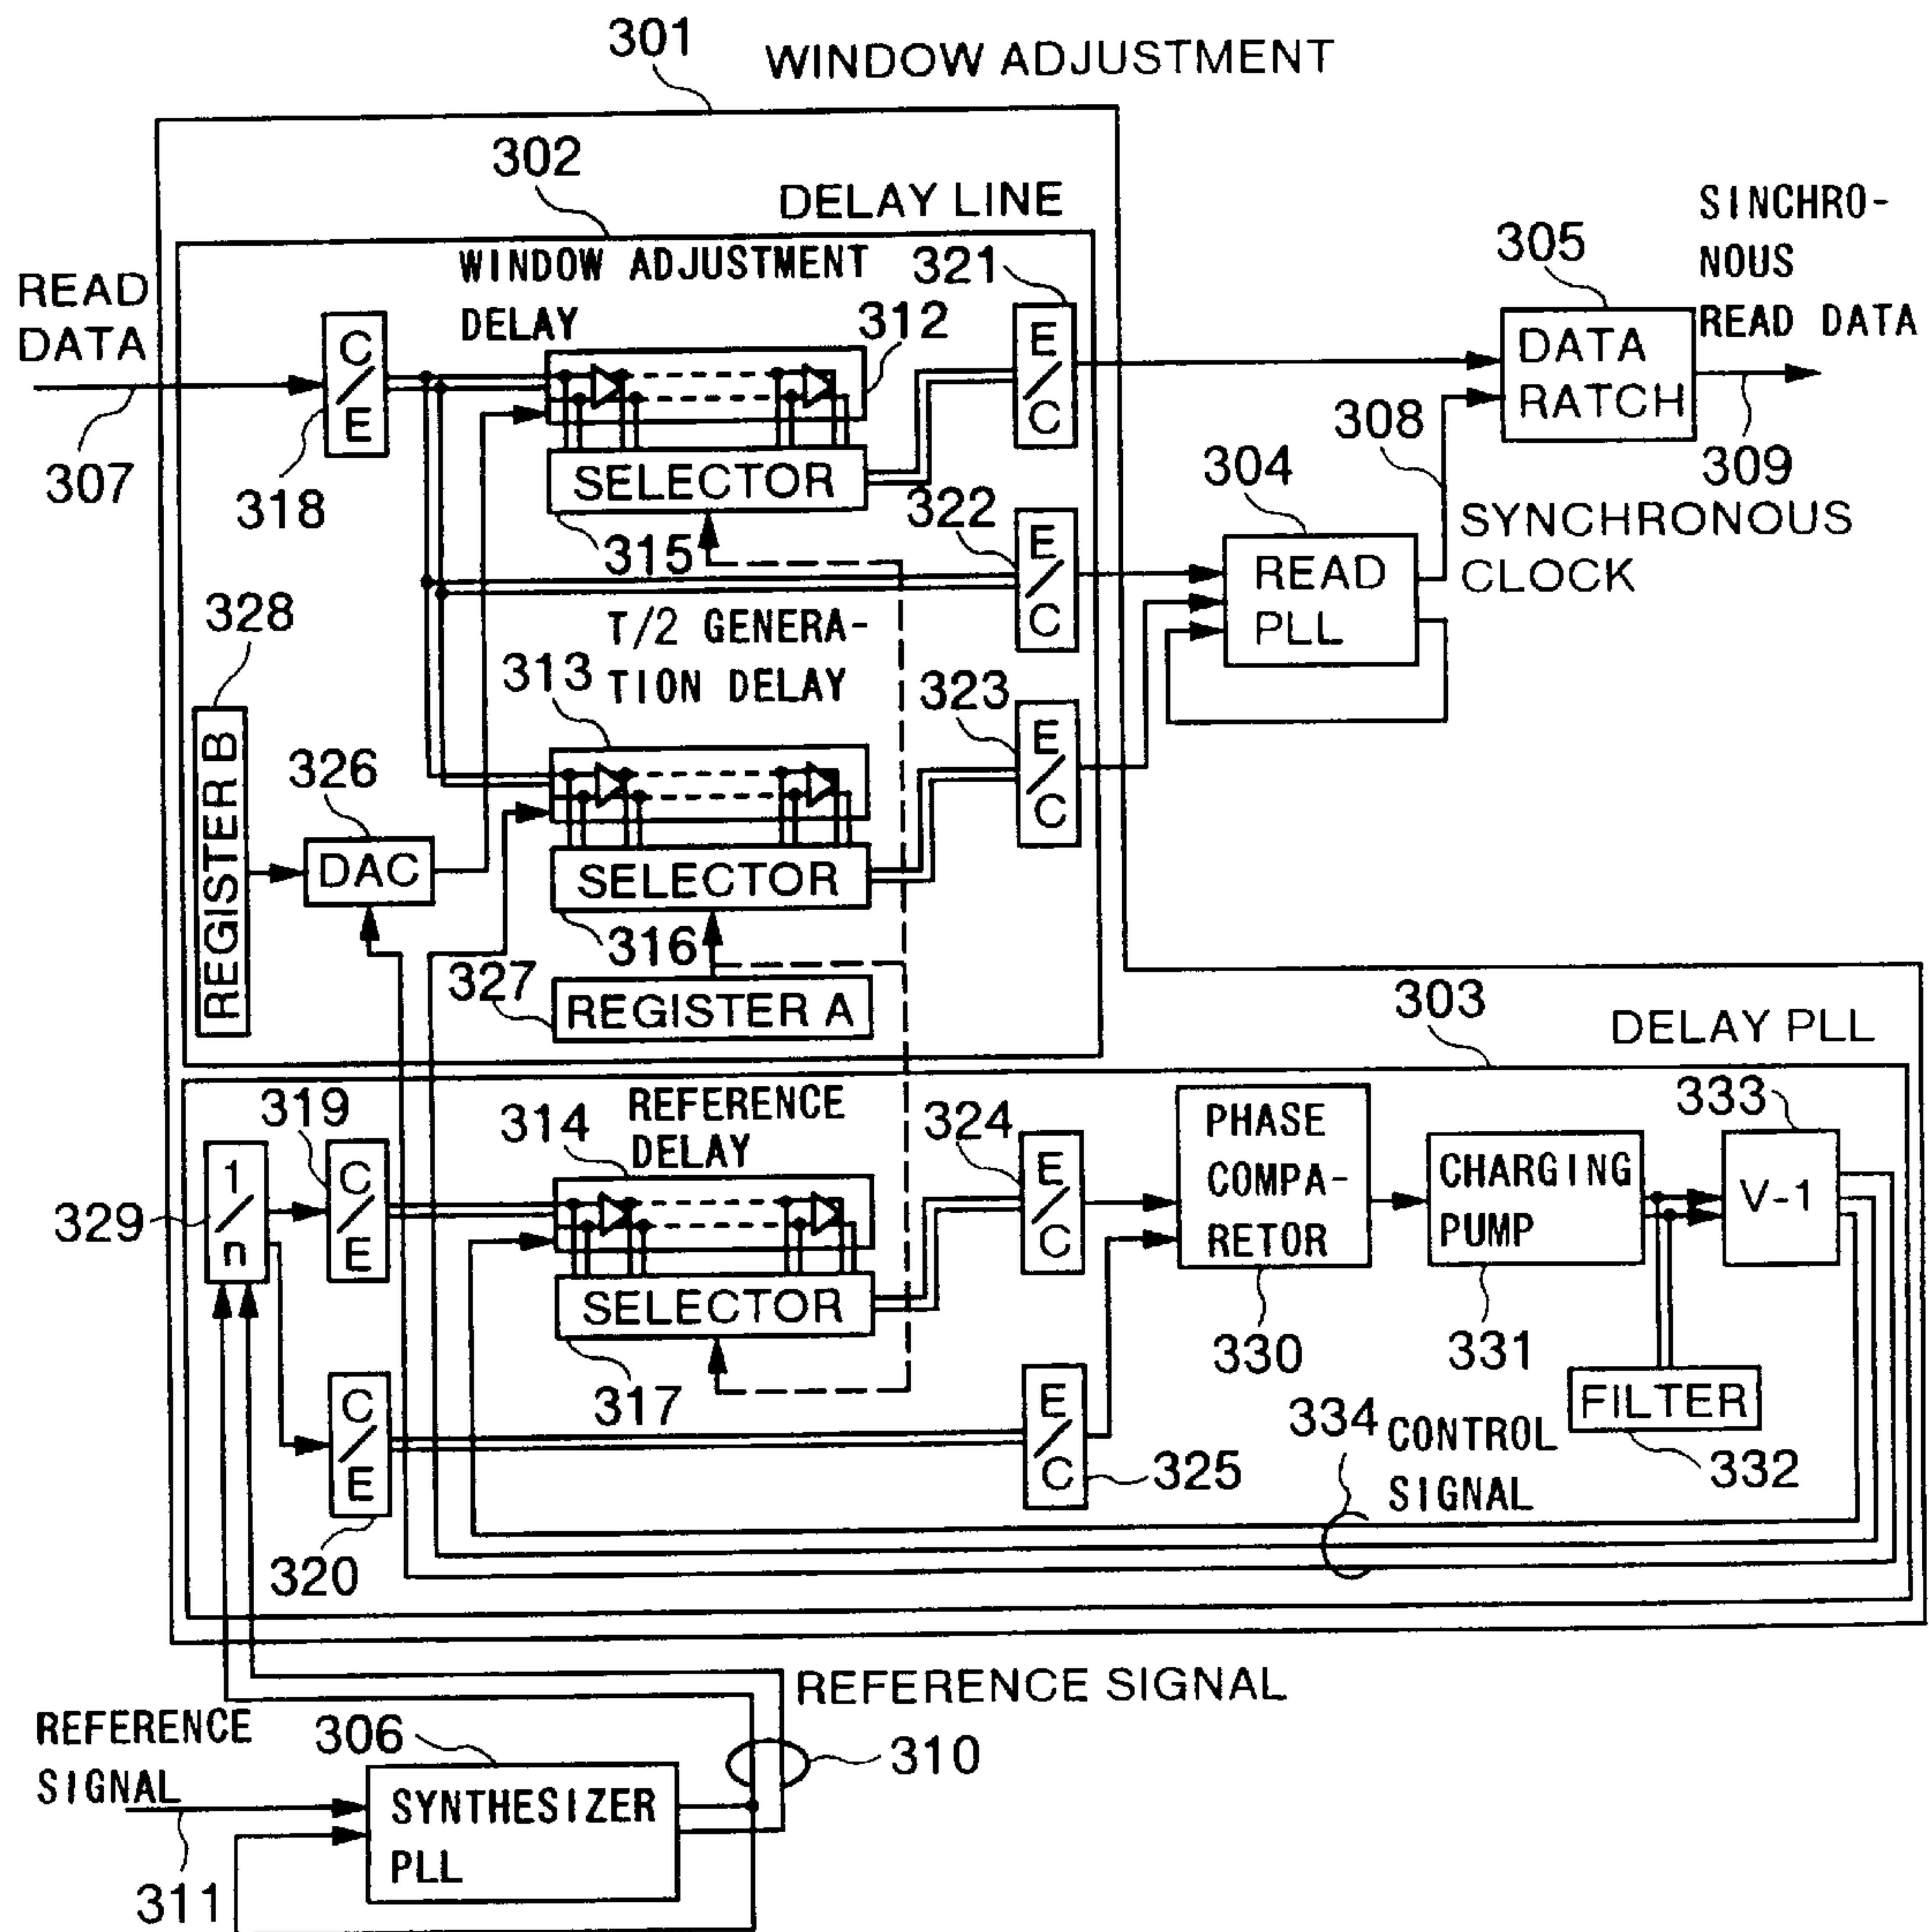 301
WINDOW ADJUSTMENT
302
DELAY LINE
SINCHRO-
NOUS
READ DATA
305
READ
DATA
WINDOW ADJUSTMENT
DELAY
321
312
C/E
E/C
DATA
RATCH
307
318
SELECTOR
308
309
304
322
315
E/C
SYNCHRONOUS
CLOCK
READ
PLL
328
T/2 GENERA-
TION DELAY
313
323
E/C
REGISTER B
326
DAC
SELECTOR
316
327
REGISTER A
303
DELAY PLL
319
314
REFERENCE
DELAY
324
333
329
1/n
C/E
E/C
PHASE
COMPA-
RETOR
CHARGING
PUMP
V-1
SELECTOR
330
331
317
C/E
E/C
FILTER
334
CONTROL
SIGNAL
325
332
320
REFERENCE SIGNAL
REFERENCE
SIGNAL
306
310
SYNTHESIZER
PLL
311